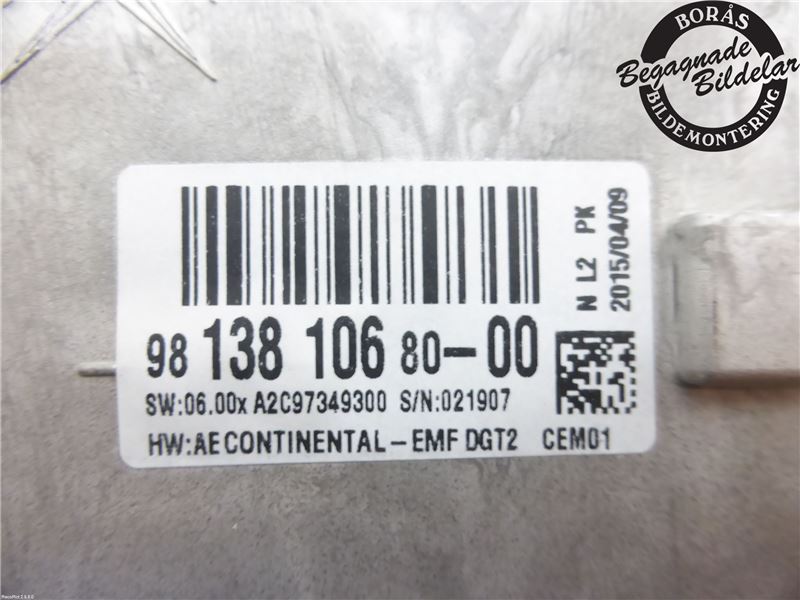 BORÅS
Begagnade
Bildelar
BILDEMONTERING
N L2 PK
2015/04/09
98 138 106 80-00
SW:06.00x A2C97349300 S/N:021907
HW:AE CONTINENTAL-EMF DGT2 CEM01